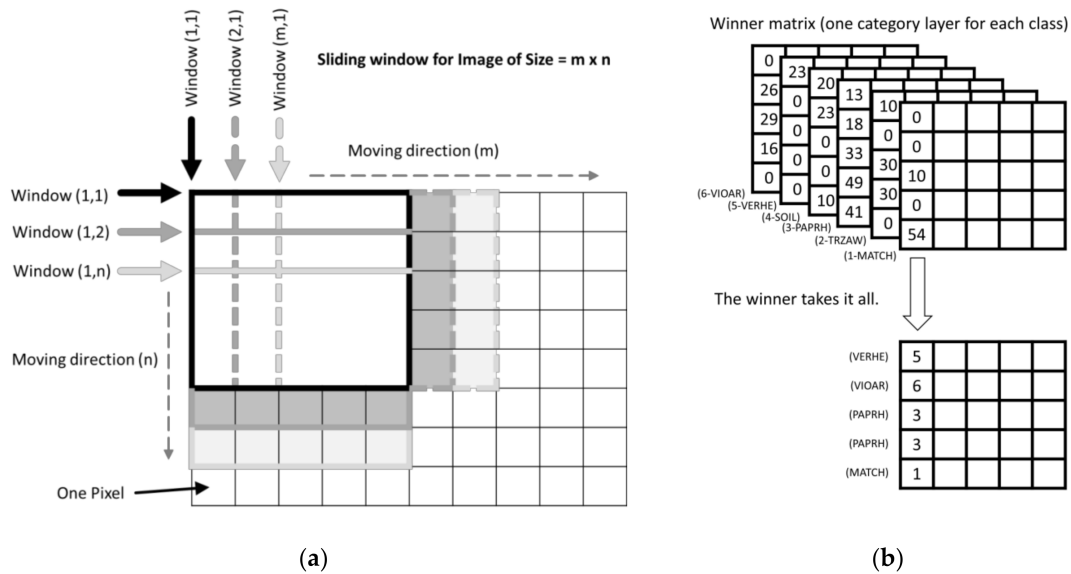 Window (1,1)
Window (2,1)
Window (m,1)
Sliding window for Image of Size = m x n
Moving direction (m)
Window (1,1)
Window (1,2)
Window (1,n)
Moving direction (n)
One Pixel
(a)
Winner matrix (one category layer for each class)
0
26
29
16
0
(6-VIOAR)
23
0
0
0
0
(5-VERHE)
20
23
0
0
10
(4-SOIL)
(3-PAPRH)
13
18
33
49
41
(2-TRZAW)
10
0
30
30
0
(1-MATCH)
0
0
10
0
54
The winner takes it all.
(VERHE) 5
(VIOAR) 6
(PAPRH) 3
(PAPRH) 3
(MATCH) 1
(b)